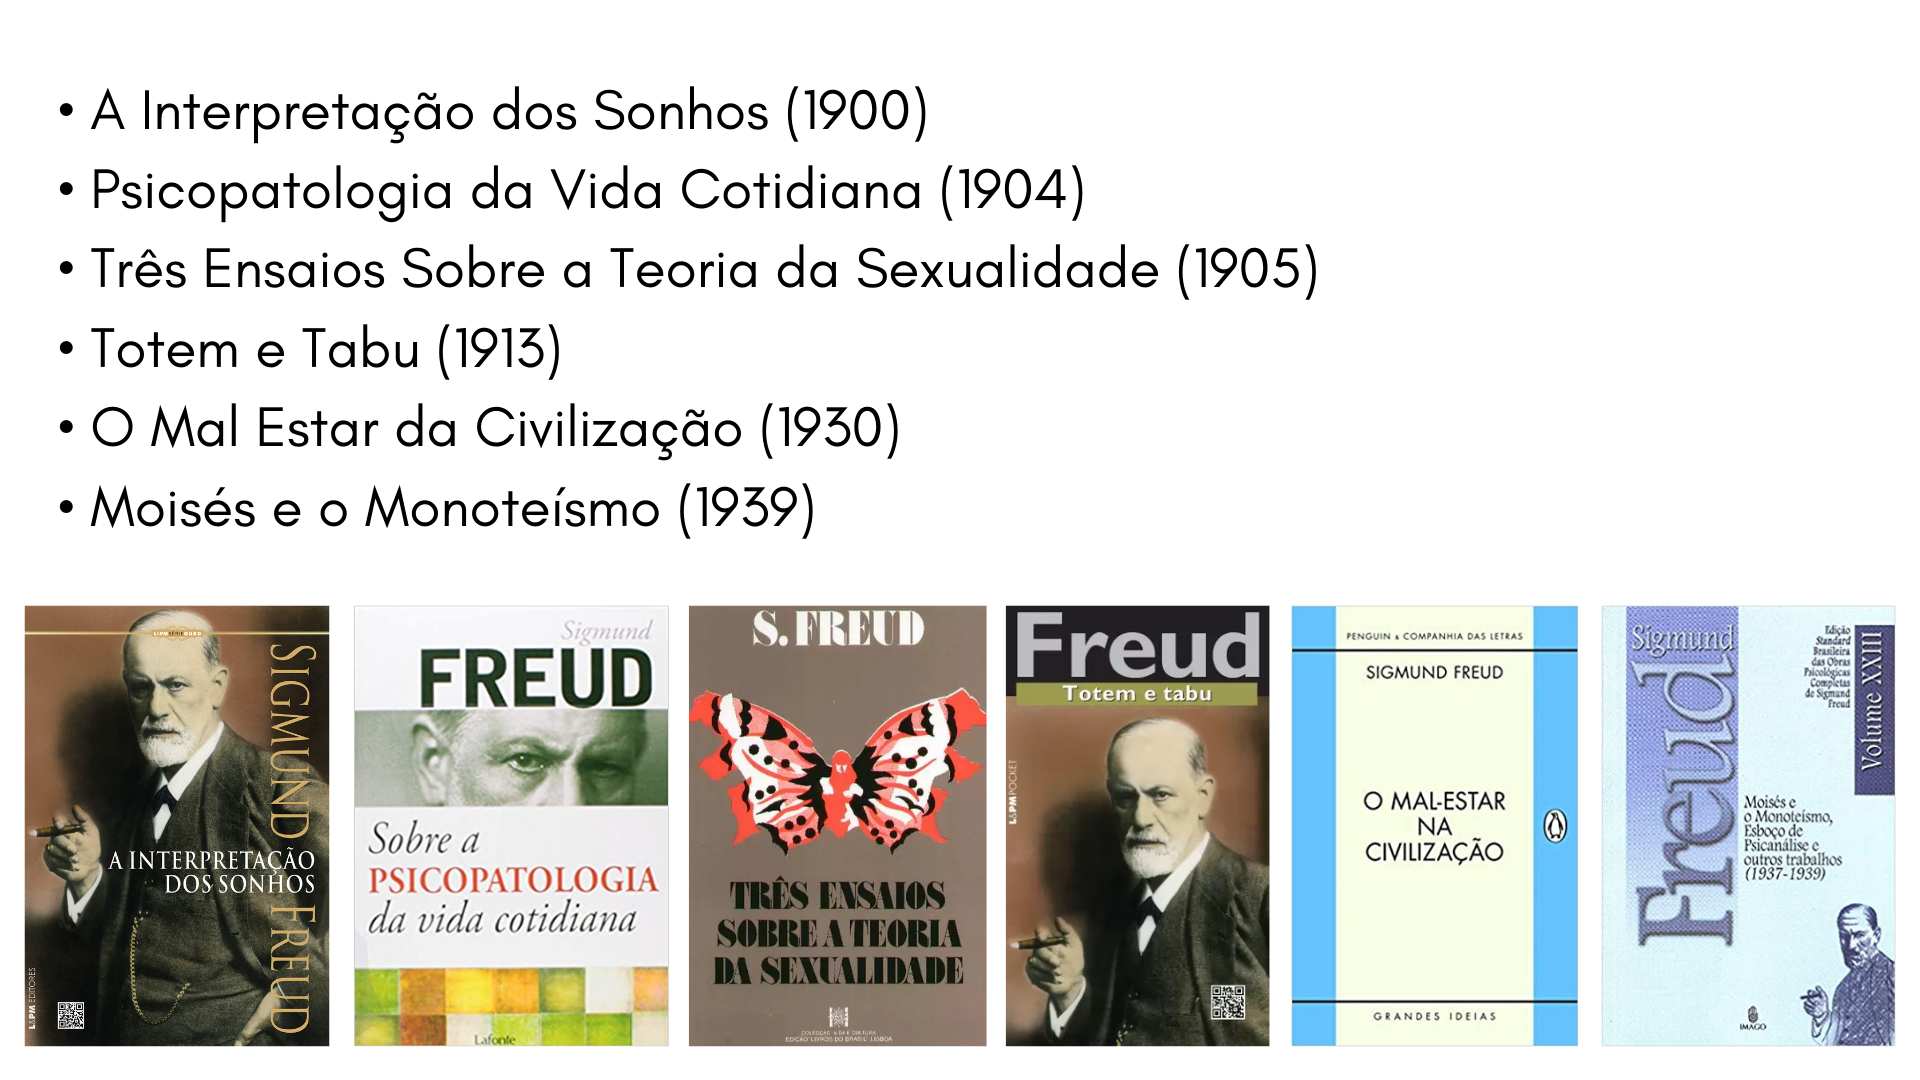 • A Interpretação dos Sonhos (1900)
• Psicopatologia da Vida Cotidiana (1904)
• Três Ensaios Sobre a Teoria da Sexualidade (1905)
• Totem e Tabu (1913)
• O Mal Estar da Civilização (1930)
• Moisés e o Monoteísmo (1939)
L&PM SÉRIE OURO
SIGMUND FREUD
A INTERPRETAÇÃO
DOS SONHOS
L&PM EDITORES
Sigmund
FREUD
Sobre a
PSICOPATOLOGIA
da vida cotidiana
Lafonte
S. FREUD
TRÊS ENSAIOS
SOBRE A TEORIA
DA SEXUALIDADE
COLECÇÃO VIDA E CULTURA
EDIÇÃO "LIVROS DO BRASIL" LISBOA
Freud
Totem e tabu
L&PM POCKET
PENGUIN & COMPANHIA DAS LETRAS
SIGMUND FREUD
O MAL-ESTAR
NA
CIVILIZAÇÃO
GRANDES IDEIAS
Sigmund
Freud
Edição
Standard
Brasileira
das Obras
Psicológicas
Completas
de Sigmund
Freud
Volume XXIII
Moisés e
o Monoteísmo,
Esboço de
Psicanálise e
outros trabalhos
(1937-1939)
IMAGO